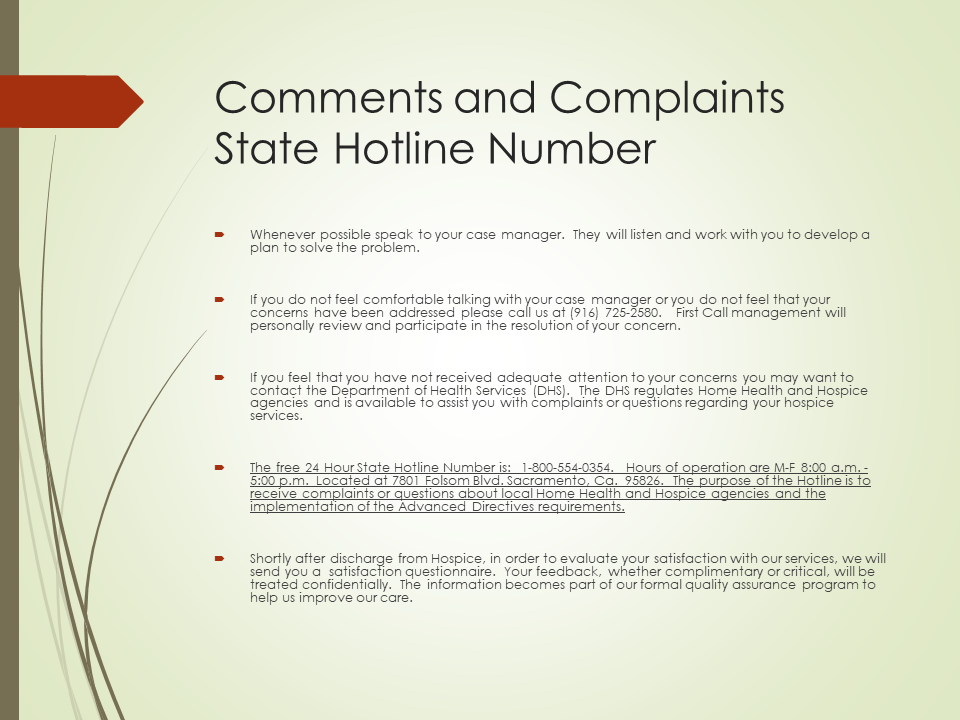 Comments and Complaints
State Hotline Number
Whenever possible speak to your case manager.  They will listen and work with you to develop a
plan to solve the problem.
If you do not feel comfortable talking with your case manager or you do not feel that your
concerns have been addressed please call us at (916) 725-2580.   First Call management will
personally review and participate in the resolution of your concern.
If you feel that you have not received adequate attention to your concerns you may want to
contact the Department of Health Services (DHS).  The DHS regulates Home Health and Hospice
agencies and is available to assist you with complaints or questions regarding your hospice
services.
The free 24 Hour State Hotline Number is:   1-800-554-0354.   Hours of operation are M-F 8:00 a.m. -
5:00 p.m.  Located at 7801 Folsom Blvd. Sacramento, Ca.  95826.  The purpose of the Hotline is to
receive complaints or questions about local Home Health and Hospice agencies and the
implementation of the Advanced Directives requirements.
Shortly after discharge from Hospice, in order to evaluate your satisfaction with our services, we will
send you a  satisfaction questionnaire.  Your feedback, whether complimentary or critical, will be
treated confidentially.  The information becomes part of our formal quality assurance program to
help us improve our care.